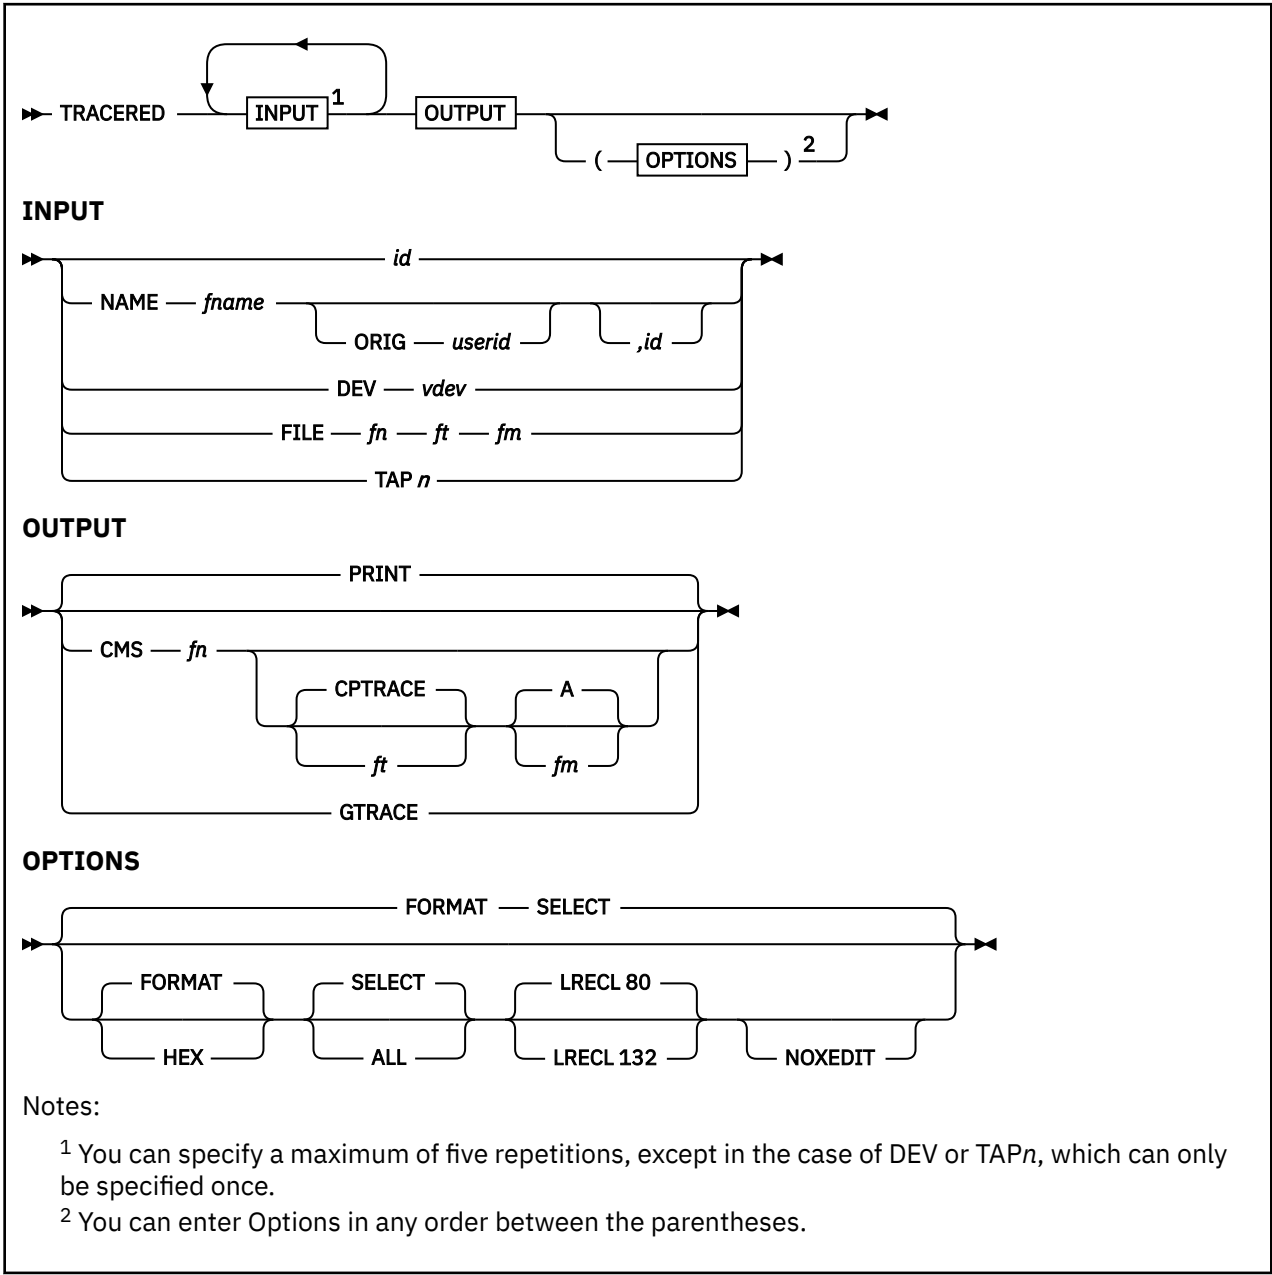 TRACERED INPUT 1 OUTPUT
( OPTIONS ) 2
INPUT
id
NAME fname
ORIG userid ,id
DEV vdev
FILE fn ft fm
TAP n
OUTPUT
PRINT
CMS fn
CPTRACE A
ft fm
GTRACE
OPTIONS
FORMAT SELECT
FORMAT SELECT LRECL 80
HEX ALL LRECL 132 NOXEDIT
Notes:
1 You can specify a maximum of five repetitions, except in the case of DEV or TAPn, which can only
be specified once.
2 You can enter Options in any order between the parentheses.